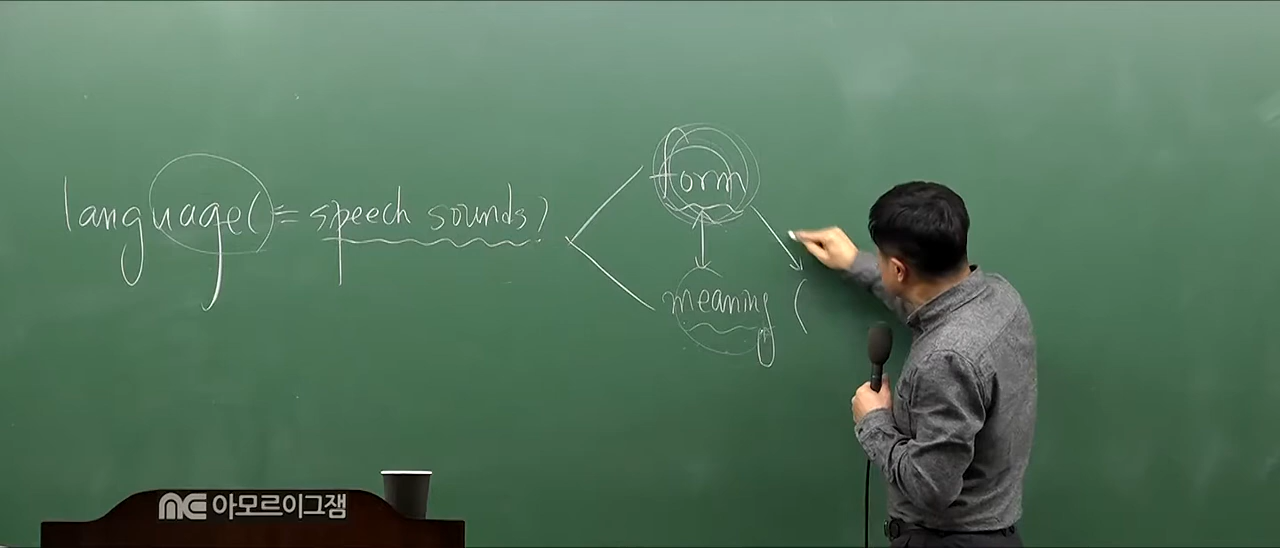 language(= speech sounds)
form
meaning (
아모르이그잼